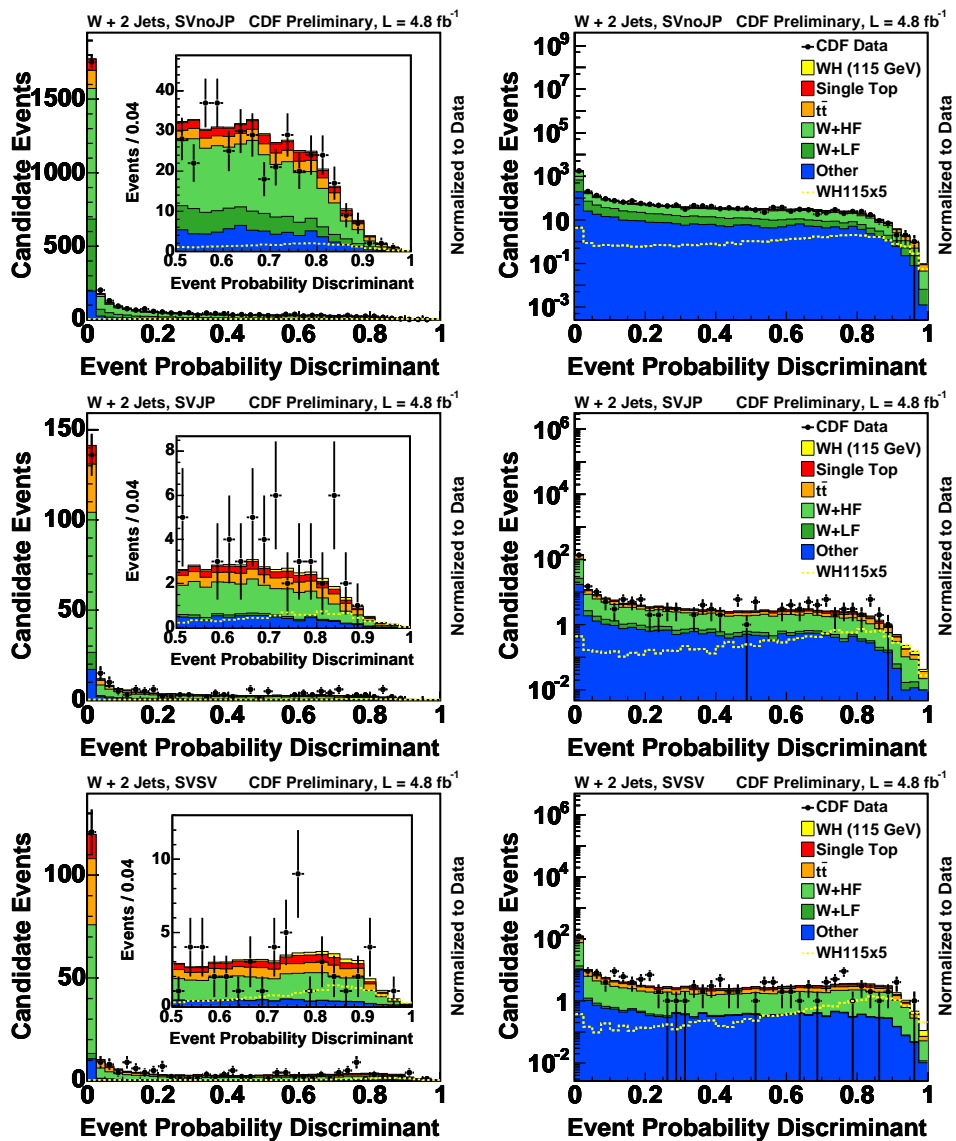 W + 2 Jets, SVnoJP CDF Preliminary, L = 4.8 fb-1
Candidate Events
1500
1000
500
0
0 0.2 0.4 0.6 0.8 1
Event Probability Discriminant
Normalized to Data
Events / 0.04
40
30
20
10
0
0.5 0.6 0.7 0.8 0.9 1
Event Probability Discriminant
W + 2 Jets, SVnoJP CDF Preliminary, L = 4.8 fb-1
Candidate Events
10^9
10^7
10^5
10^3
10
10^-1
10^-3
0 0.2 0.4 0.6 0.8 1
Event Probability Discriminant
Normalized to Data
CDF Data
WH (115 GeV)
Single Top
tt̄
W+HF
W+LF
Other
WH115x5
W + 2 Jets, SVJP CDF Preliminary, L = 4.8 fb-1
Candidate Events
150
100
50
0
0 0.2 0.4 0.6 0.8 1
Event Probability Discriminant
Normalized to Data
Events / 0.04
8
6
4
2
0
0.5 0.6 0.7 0.8 0.9 1
Event Probability Discriminant
W + 2 Jets, SVJP CDF Preliminary, L = 4.8 fb-1
Candidate Events
10^6
10^4
10^2
1
10^-2
0 0.2 0.4 0.6 0.8 1
Event Probability Discriminant
Normalized to Data
CDF Data
WH (115 GeV)
Single Top
tt̄
W+HF
W+LF
Other
WH115x5
W + 2 Jets, SVSV CDF Preliminary, L = 4.8 fb-1
Candidate Events
100
50
0
0 0.2 0.4 0.6 0.8 1
Event Probability Discriminant
Normalized to Data
Events / 0.04
10
5
0
0.5 0.6 0.7 0.8 0.9 1
Event Probability Discriminant
W + 2 Jets, SVSV CDF Preliminary, L = 4.8 fb-1
Candidate Events
10^6
10^4
10^2
1
10^-2
0 0.2 0.4 0.6 0.8 1
Event Probability Discriminant
Normalized to Data
CDF Data
WH (115 GeV)
Single Top
tt̄
W+HF
W+LF
Other
WH115x5